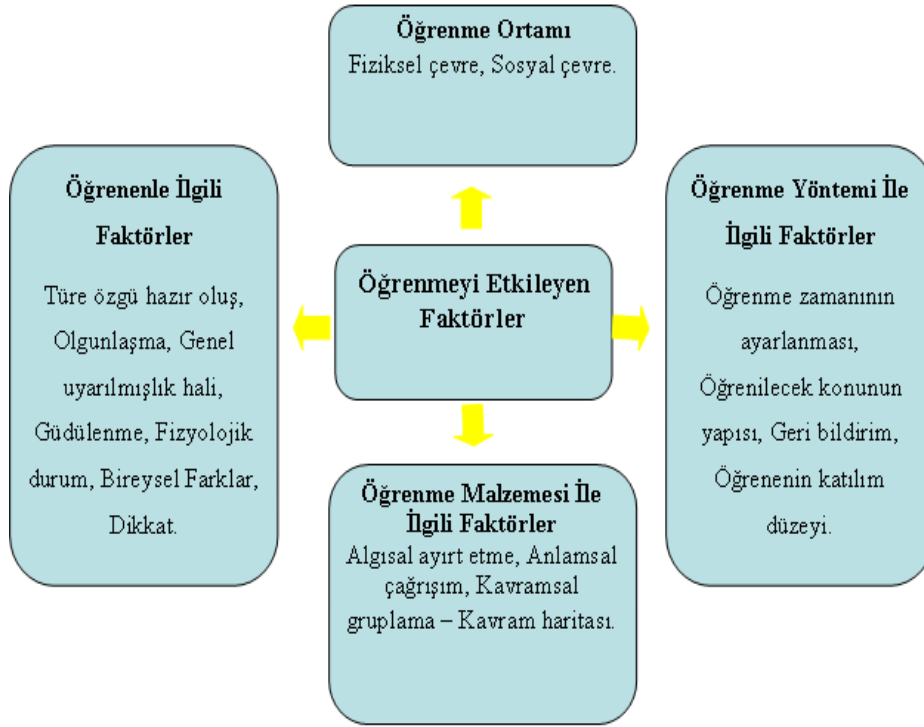 Öğrenme Ortamı
Fiziksel çevre, Sosyal çevre.
Öğrenenle İlgili
Faktörler
Türe özgü hazır oluş,
Olgunlaşma, Genel
uyarılmışlık hali,
Güdülenme, Fizyolojik
durum, Bireysel Farklar,
Dikkat.
Öğrenmeyi Etkileyen
Faktörler
Öğrenme Yöntemi İle
İlgili Faktörler
Öğrenme zamanının
ayarlanması,
Öğrenilecek konunun
yapısı, Geri bildirim,
Öğrenenin katılım
düzeyi.
Öğrenme Malzemesi İle
İlgili Faktörler
Algısal ayırt etme, Anlamsal
çağrışım, Kavramsal
gruplama – Kavram haritası.